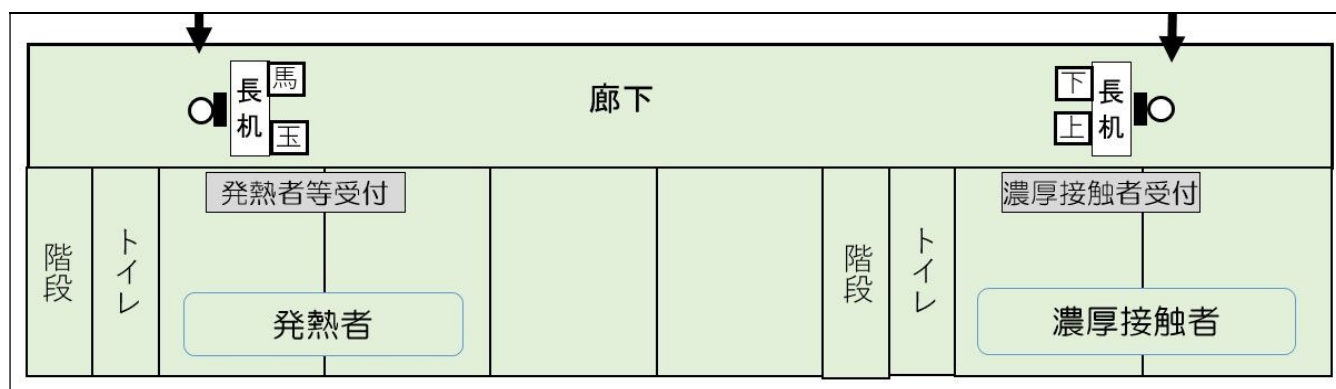 長机
馬
玉
廊下
下
上
長机
発熱者等受付
濃厚接触者受付
階段
トイレ
発熱者
階段
トイレ
濃厚接触者